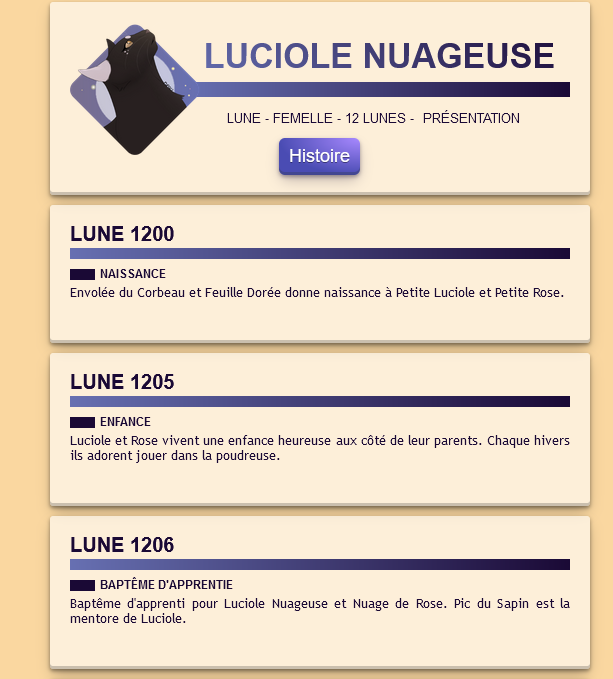 LUCIOLE NUAGEUSE
LUNE - FEMELLE - 12 LUNES - PRÉSENTATION
Histoire
LUNE 1200
NAISSANCE
Envolée du Corbeau et Feuille Dorée donne naissance à Petite Luciole et Petite Rose.
LUNE 1205
ENFANCE
Luciole et Rose vivent une enfance heureuse aux côté de leur parents. Chaque hivers
ils adorent jouer dans la poudreuse.
LUNE 1206
BAPTÊME D'APPRENTIE
Baptême d'apprenti pour Luciole Nuageuse et Nuage de Rose. Pic du Sapin est la
mentore de Luciole.